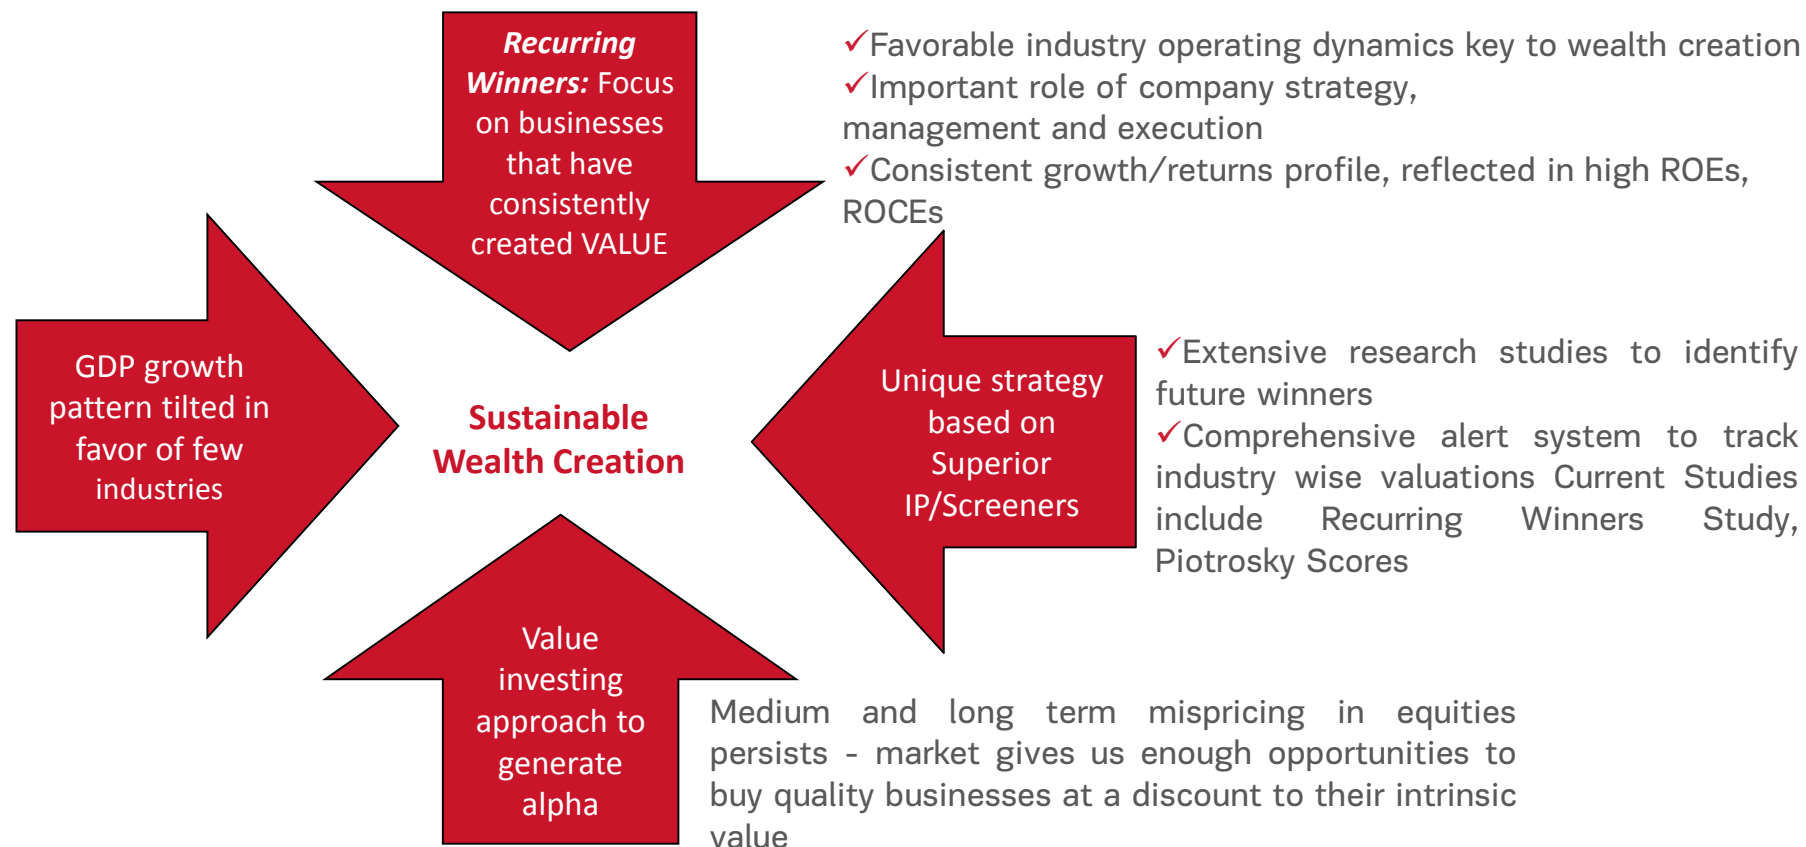 Recurring
Winners: Focus
on businesses
that have
consistently
created VALUE
✓Favorable industry operating dynamics key to wealth creation
✓Important role of company strategy,
management and execution
✓Consistent growth/returns profile, reflected in high ROEs,
ROCEs
GDP growth
pattern tilted in
favor of few
industries
Sustainable
Wealth Creation
Unique strategy
based on
Superior
IP/Screeners
✓Extensive research studies to identify
future winners
✓Comprehensive alert system to track
industry wise valuations Current Studies
include Recurring Winners Study,
Piotrosky Scores
Value
investing
approach to
generate
alpha
Medium and long term mispricing in equities
persists - market gives us enough opportunities to
buy quality businesses at a discount to their intrinsic
value